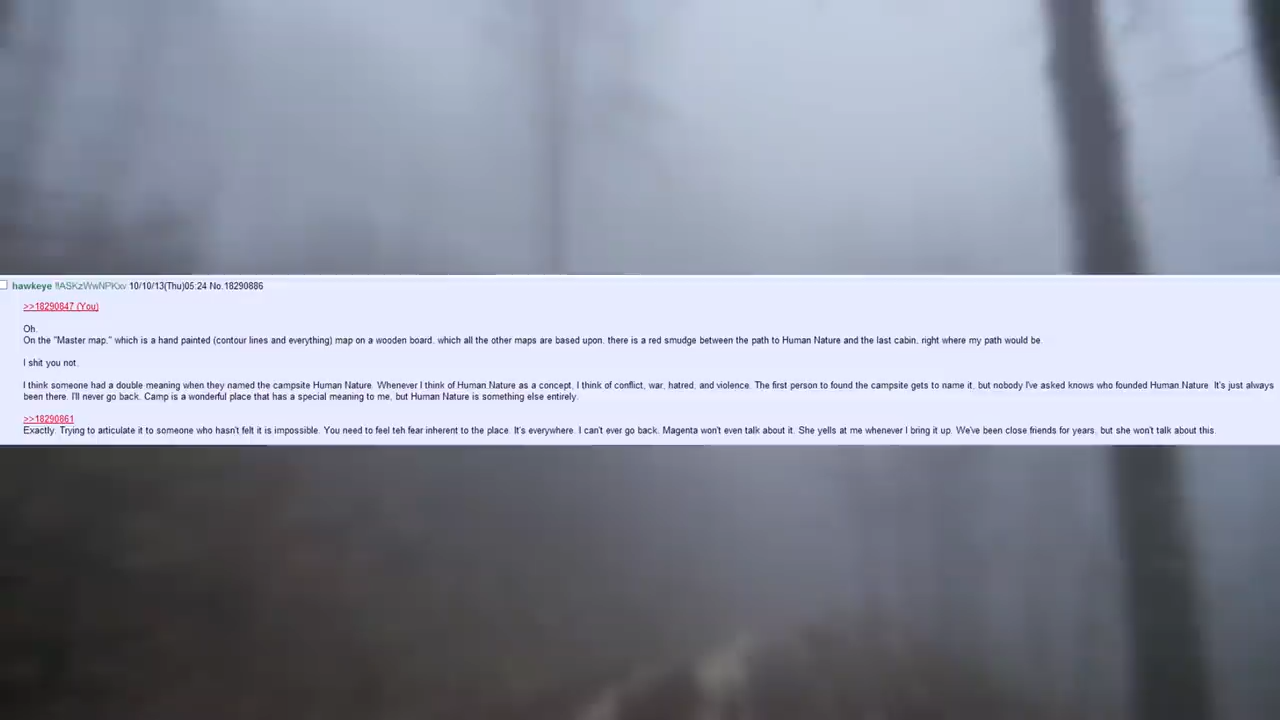 hawkeye !!ASKzWwNPKxv 10/10/13(Thu)05:24 No.18290886
>>18290847 (You)
Oh.
On the "Master map," which is a hand painted (contour lines and everything) map on a wooden board, which all the other maps are based upon, there is a red smudge between the path to Human Nature and the last cabin, right where my path would be.
I shit you not.
I think someone had a double meaning when they named the campsite Human Nature. Whenever I think of Human Nature as a concept, I think of conflict, war, hatred, and violence. The first person to found the campsite gets to name it, but nobody I've asked knows who founded Human Nature. It's just always
been there. I'll never go back. Camp is a wonderful place that has a special meaning to me, but Human Nature is something else entirely.
>>18290861
Exactly. Trying to articulate it to someone who hasn't felt it is impossible. You need to feel teh fear inherent to the place. It's everywhere. I can't ever go back. Magenta won't even talk about it. She yells at me whenever I bring it up. We've been close friends for years, but she won't talk about this.